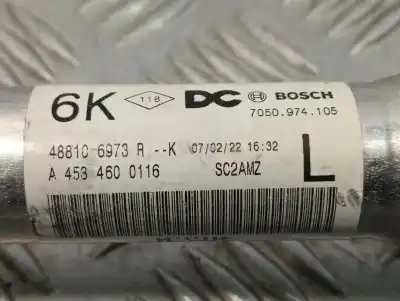 6K 118 DC BOSCH
7050.974.105
48810 6973 R --K 07/02/22 16:32
A 453 460 0116 SC2AMZ L